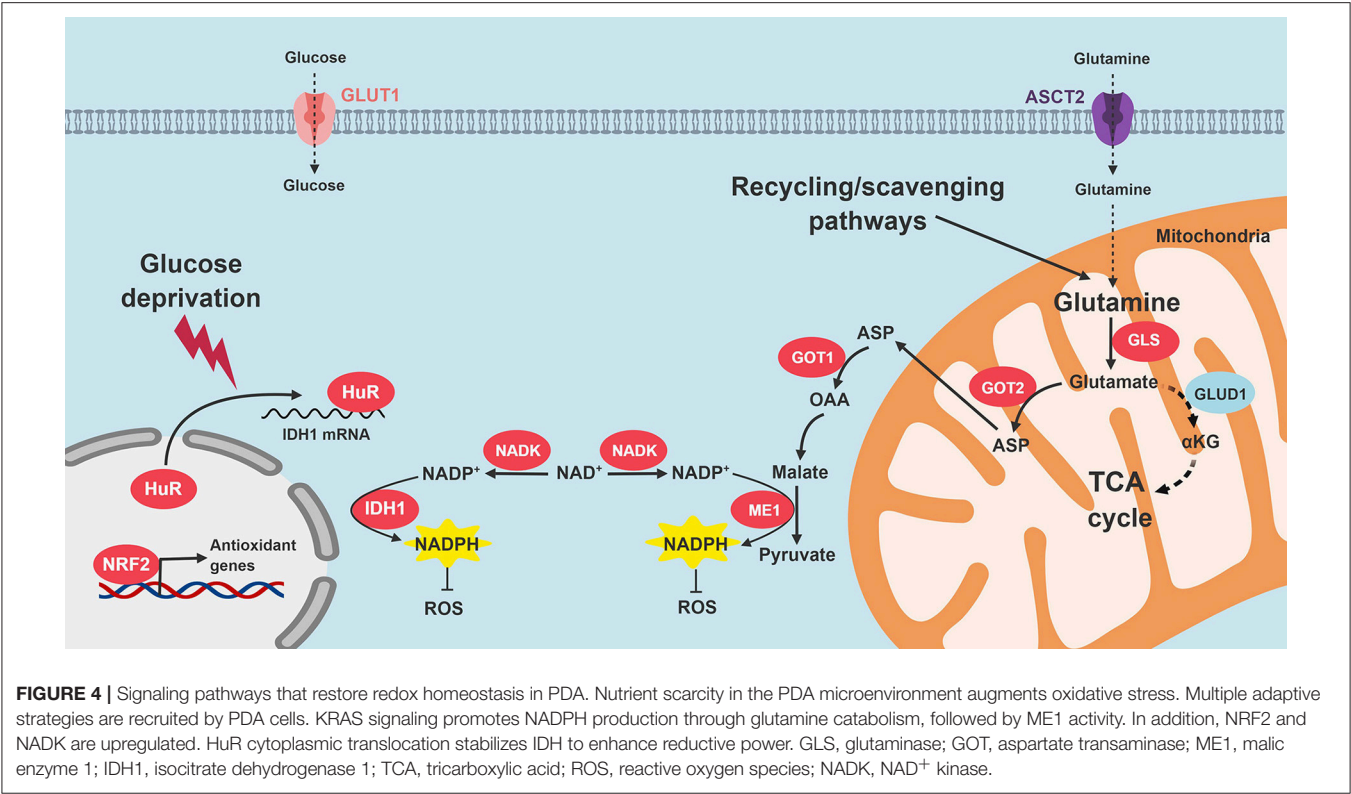 Glucose
GLUT1
Glucose
Glutamine
ASCT2
Glutamine
Recycling/scavenging
pathways
Mitochondria
Glucose
deprivation
Glutamine
GLS
ASP
GOT1
GOT2
Glutamate
GLUD1
OAA
HuR
IDH1 mRNA
ASP
αKG
HuR
NADP⁺
NADK
NAD⁺
NADK
NADP⁺
Malate
TCA
cycle
IDH1
ME1
NADPH
NADPH
Pyruvate
NRF2
Antioxidant
genes
ROS
ROS
FIGURE 4 | Signaling pathways that restore redox homeostasis in PDA. Nutrient scarcity in the PDA microenvironment augments oxidative stress. Multiple adaptive
strategies are recruited by PDA cells. KRAS signaling promotes NADPH production through glutamine catabolism, followed by ME1 activity. In addition, NRF2 and
NADK are upregulated. HuR cytoplasmic translocation stabilizes IDH to enhance reductive power. GLS, glutaminase; GOT, aspartate transaminase; ME1, malic
enzyme 1; IDH1, isocitrate dehydrogenase 1; TCA, tricarboxylic acid; ROS, reactive oxygen species; NADK, NAD⁺ kinase.